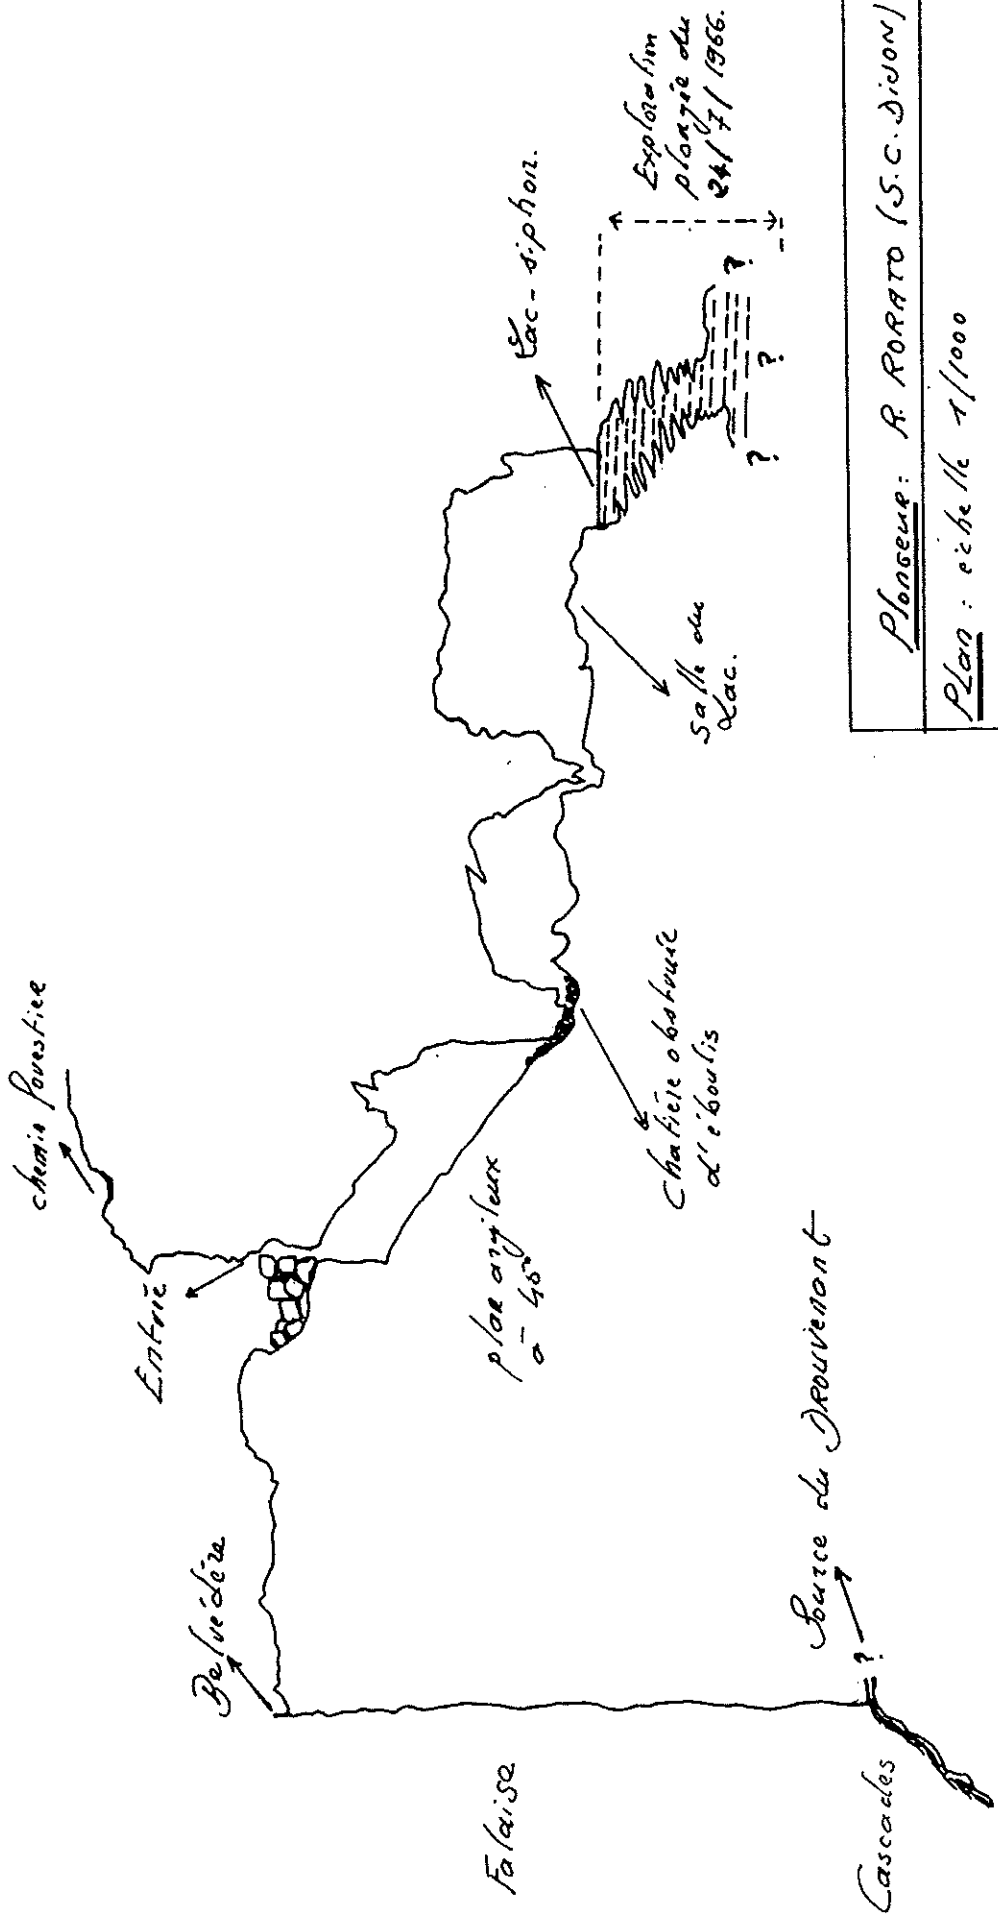 chemin forestier
Entrée
Belvédère
Falaise
Cascades
Source du Drouvenant
plan argileux
à 45°
Chatière obstruée
d'éboulis
Salle du
Lac.
Lac-siphon.
Exploration
plongée du
24/7/1966.
?
?
?
?
Plongeur: R. RORATO (S.C. DIJON)
PLan: échelle 1/1000